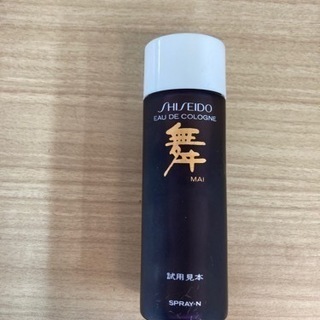 SHISEIDO
EAU DE COLOGNE
舞
MAI
試用見本
SPRAY-N